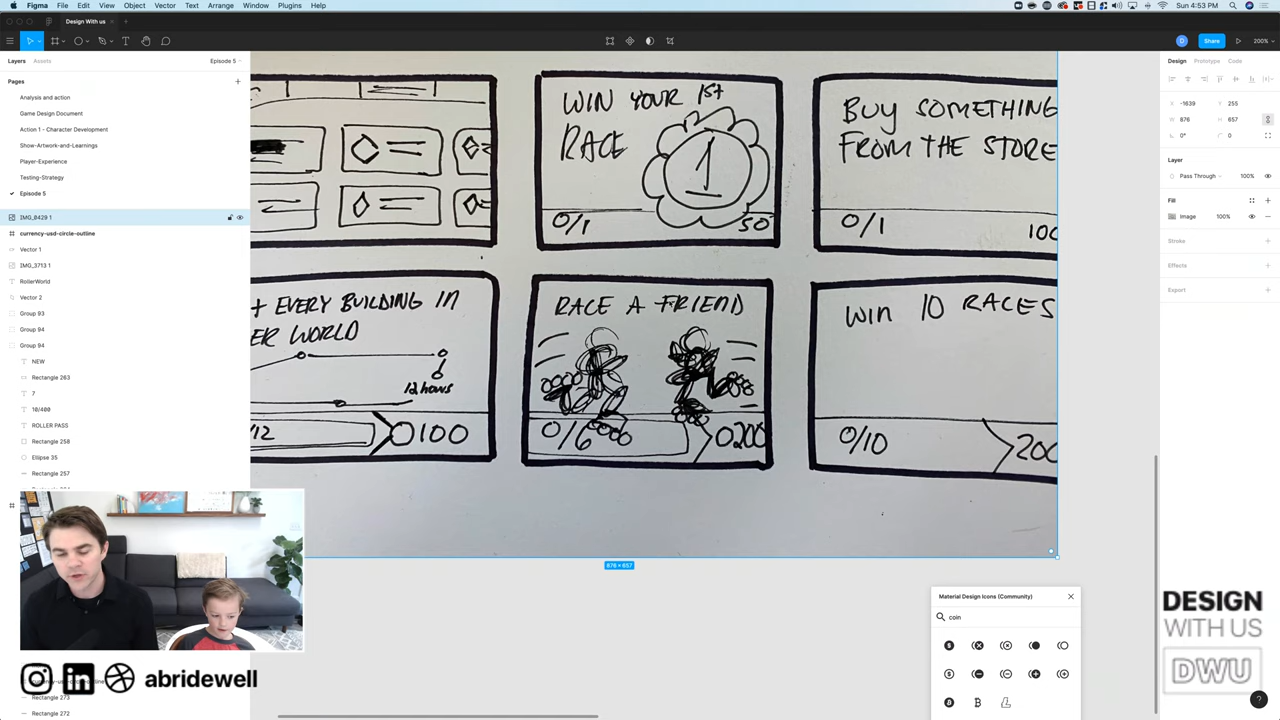 Figma File Edit View Object Vector Text Arrange Window Plugins Help
Sun 4:53 PM
Design With us
D Share 200%
Layers Assets Episode 5
Design Prototype Code
Pages
Analysis and action
Game Design Document
Action 1 - Character Development
Show-Artwork-and-Learnings
Player-Experience
Testing-Strategy
Episode 5
IMG_8429 1
currency-usd-circle-outline
Vector 1
IMG_3713 1
RollerWorld
Vector 2
Group 93
Group 94
Group 94
NEW
Rectangle 263
7
10/400
ROLLER PASS
Rectangle 258
Ellipse 35
Rectangle 257
Rectangle 273
Rectangle 272
WIN YOUR 1st
RACE
1
0/1
50
BUY SOMETHING
FROM THE STORE
0/1
EVERY BUILDING IN
ER WORLD
12 hours
/12
0100
RACE A FRIEND
0/6
0200
WIN 10 RACES
0/10
200
876 × 657
X -1639 Y 255
W 876 H 657
0° 0
Layer
Pass Through 100%
Fill
Image 100%
Stroke
Effects
Export
Material Design Icons (Community)
coin
DESIGN
WITH US
DWU
abridewell